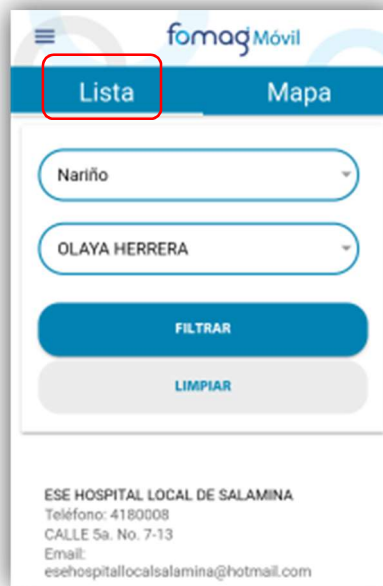 fomag Móvil
Lista Mapa
Nariño
OLAYA HERRERA
FILTRAR
LIMPIAR
ESE HOSPITAL LOCAL DE SALAMINA
Teléfono: 4180008
CALLE 5a. No. 7-13
Email:
esehospitallocalsalamina@hotmail.com